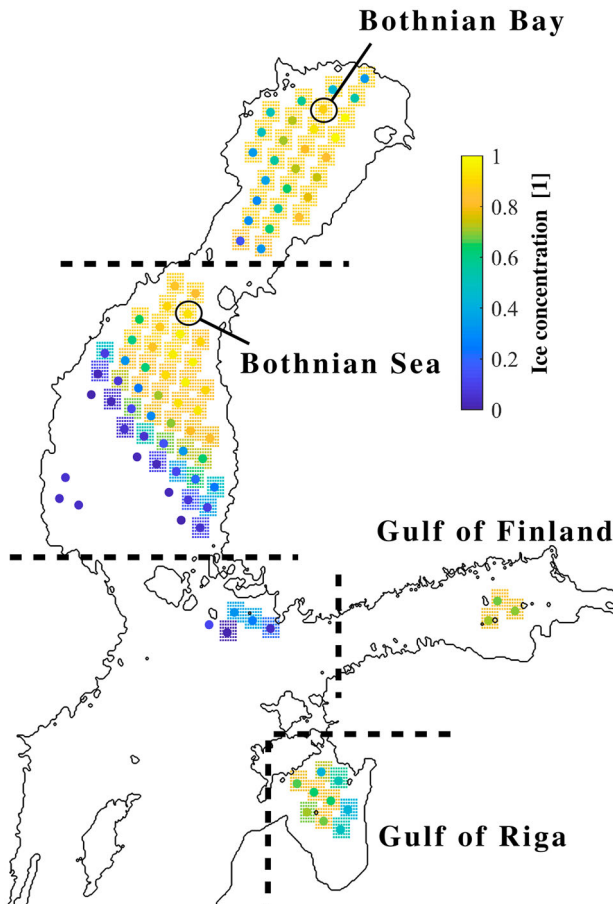 Bothnian Bay
1
0.8
0.6
0.4
0.2
0
Ice concentration [1]
Bothnian Sea
Gulf of Finland
Gulf of Riga